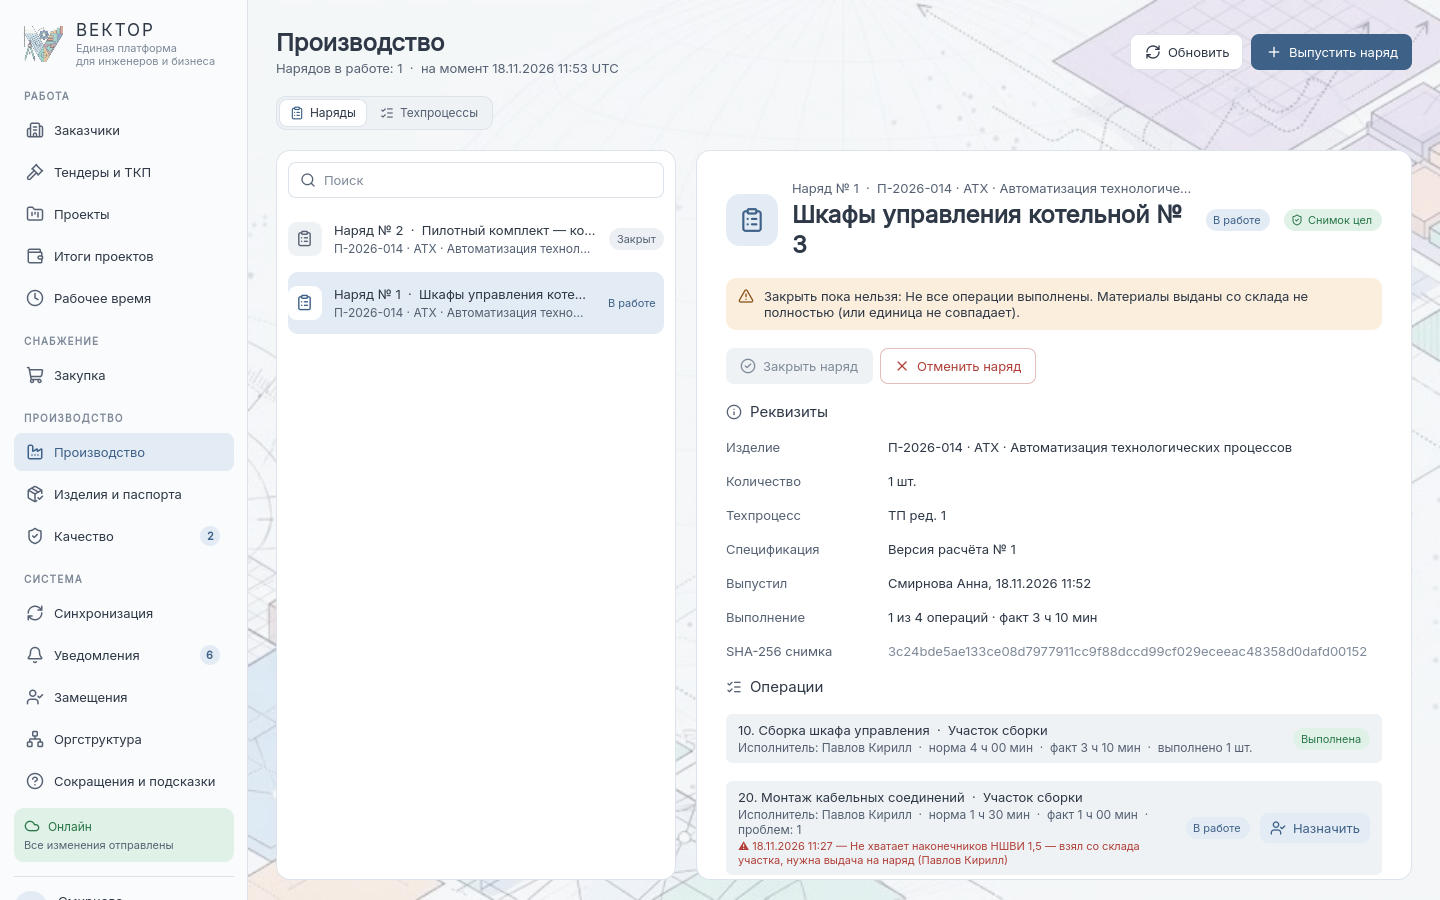 ВЕКТОР
Единая платформа
для инженеров и бизнеса
РАБОТА
Заказчики
Тендеры и ТКП
Проекты
Итоги проектов
Рабочее время
СНАБЖЕНИЕ
Закупка
ПРОИЗВОДСТВО
Производство
Изделия и паспорта
Качество 2
СИСТЕМА
Синхронизация
Уведомления 6
Замещения
Оргструктура
Сокращения и подсказки
Онлайн
Все изменения отправлены
Производство
Нарядов в работе: 1 · на момент 18.11.2026 11:53 UTC
Обновить
Выпустить наряд
Наряды
Техпроцессы
Поиск
Наряд № 2 · Пилотный комплект — ко...
П-2026-014 · АТХ · Автоматизация технол...
Закрыт
Наряд № 1 · Шкафы управления коте...
П-2026-014 · АТХ · Автоматизация техно...
В работе
Наряд № 1 · П-2026-014 · АТХ · Автоматизация технологиче...
Шкафы управления котельной №
3
В работе
Снимок цел
Закрыть пока нельзя: Не все операции выполнены. Материалы выданы со склада не
полностью (или единица не совпадает).
Закрыть наряд
Отменить наряд
Реквизиты
Изделие П-2026-014 · АТХ · Автоматизация технологических процессов
Количество 1 шт.
Техпроцесс ТП ред. 1
Спецификация Версия расчёта № 1
Выпустил Смирнова Анна, 18.11.2026 11:52
Выполнение 1 из 4 операций · факт 3 ч 10 мин
SHA-256 снимка 3c24bde5ae133ce08d7977911cc9f88dccd99cf029eceeac48358d0dafd00152
Операции
10. Сборка шкафа управления · Участок сборки
Исполнитель: Павлов Кирилл · норма 4 ч 00 мин · факт 3 ч 10 мин · выполнено 1 шт.
Выполнена
20. Монтаж кабельных соединений · Участок сборки
Исполнитель: Павлов Кирилл · норма 1 ч 30 мин · факт 1 ч 00 мин ·
проблем: 1
⚠ 18.11.2026 11:27 — Не хватает наконечников НШВИ 1,5 — взял со склада
участка, нужна выдача на наряд (Павлов Кирилл)
В работе
Назначить